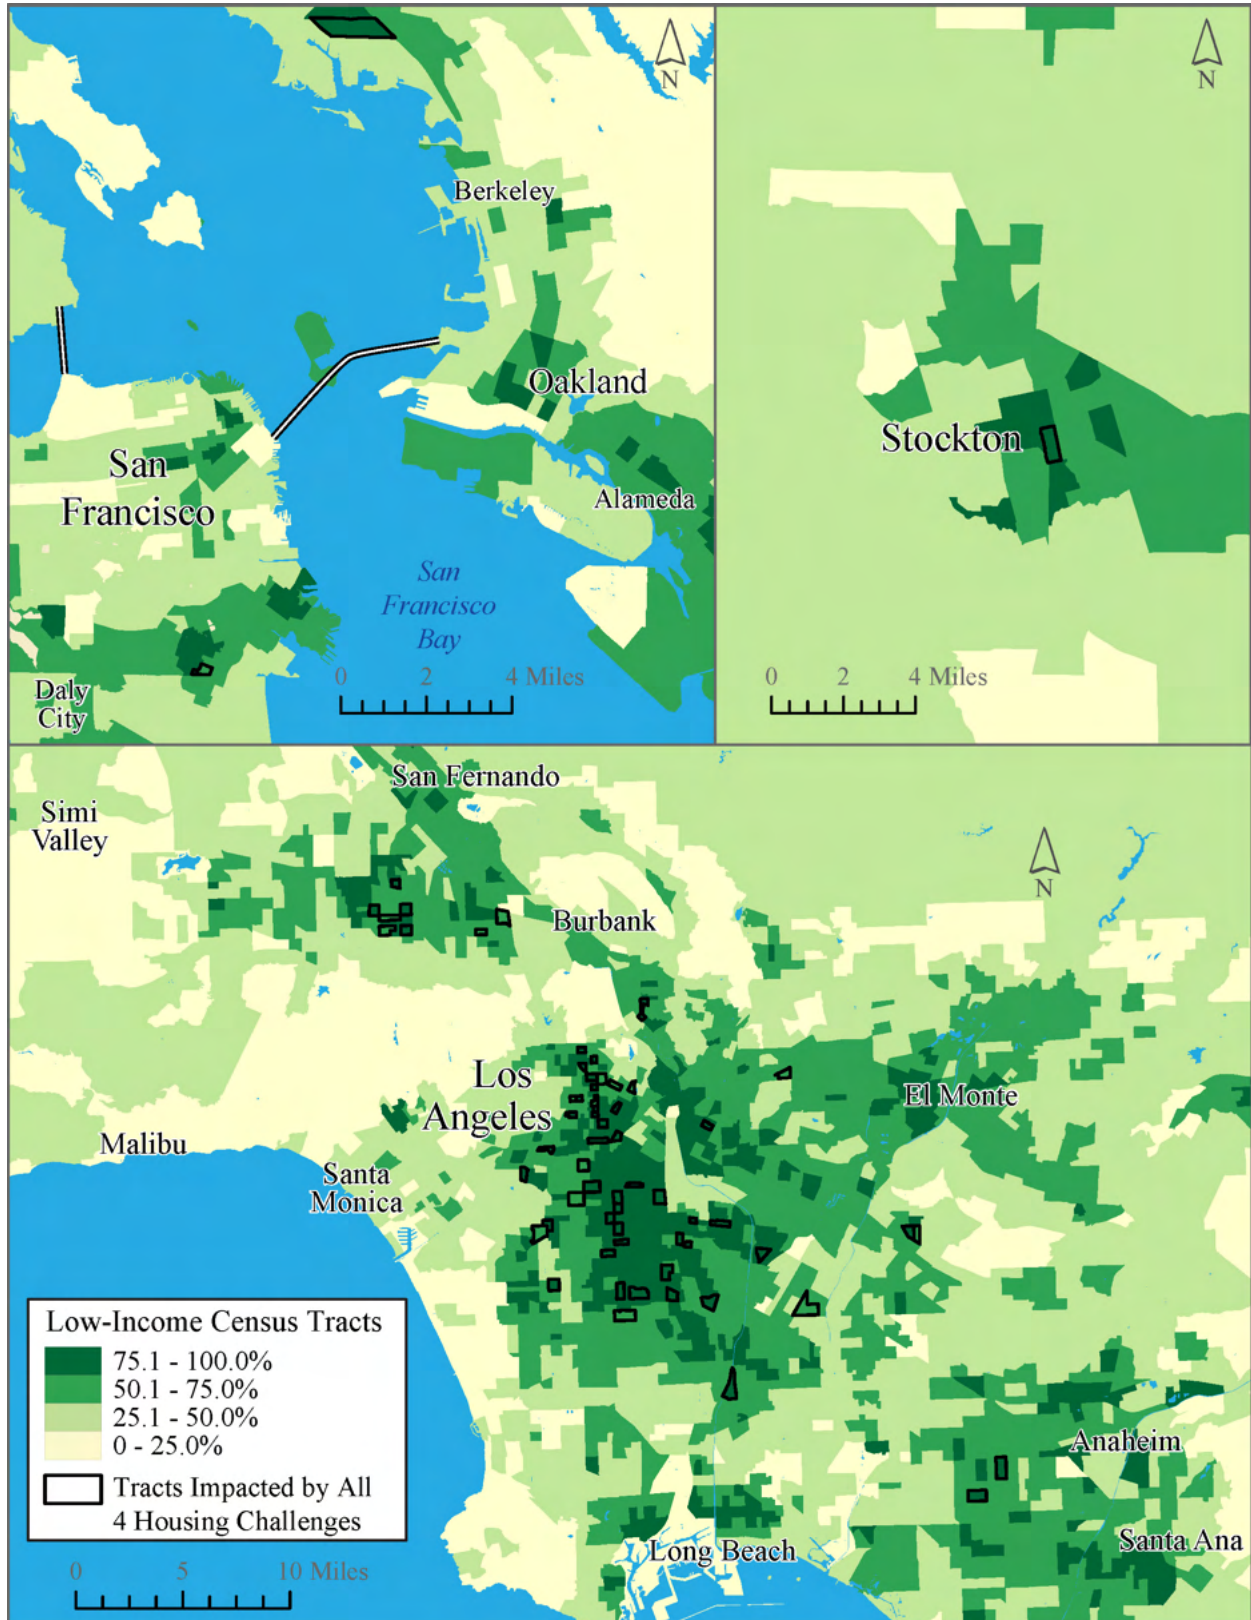 N
Berkeley
Oakland
San
Francisco
Alameda
San
Francisco
Bay
0 2 4 Miles
Daly
City
N
Stockton
0 2 4 Miles
San Fernando
Simi
Valley
N
Burbank
Los
Angeles
El Monte
Malibu
Santa
Monica
Low-Income Census Tracts
75.1 - 100.0%
50.1 - 75.0%
25.1 - 50.0%
0 - 25.0%
Tracts Impacted by All
4 Housing Challenges
Anaheim
Santa Ana
Long Beach
0 5 10 Miles